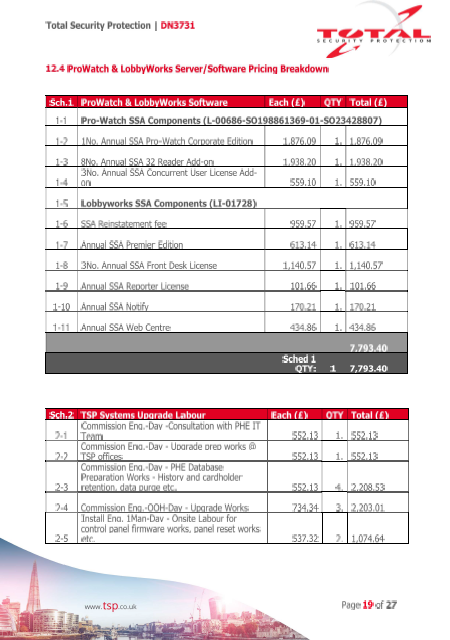 Total Security Protection | DN3731
TOTAL
SECURITY PROTECTION
12.4 ProWatch & LobbyWorks Server/Software Pricing Breakdown
Sch.1 ProWatch & LobbyWorks Software Each (£) QTY Total (£)
1-1 Pro-Watch SSA Components (L-00686-SO198861369-01-SO23428807)
1-2 1No. Annual SSA Pro-Watch Corporate Edition 1,876.09 1. 1,876.09
1-3 8No. Annual SSA 32 Reader Add-on 1,938.20 1. 1,938.20
3No. Annual SSA Concurrent User License Add-
1-4 on 559.10 1. 559.10
1-5 Lobbyworks SSA Components (LI-01728)
1-6 SSA Reinstatement fee 959.57 1. 959.57
1-7 Annual SSA Premier Edition 613.14 1. 613.14
1-8 3No. Annual SSA Front Desk License 1,140.57 1. 1,140.57
1-9 Annual SSA Reporter License 101.66 1. 101.66
1-10 Annual SSA Notify 170.21 1. 170.21
1-11 Annual SSA Web Centre 434.86 1. 434.86
7,793.40
Sched 1
QTY: 1 7,793.40
Sch.2 TSP Systems Upgrade Labour Each (£) QTY Total (£)
Commission Eng.-Day -Consultation with PHE IT
2-1 Team 552.13 1. 552.13
Commission Eng.-Day - Upgrade prep works @
2-2 TSP offices 552.13 1. 552.13
Commission Eng.-Day - PHE Database
Preparation Works - History and cardholder
2-3 retention, data purge etc. 552.13 4. 2,208.53
2-4 Commission Eng.-OOH-Day - Upgrade Works 734.34 3. 2,203.01
Install Eng. 1Man-Day - Onsite Labour for
control panel firmware works, panel reset works
2-5 etc. 537.32 2. 1,074.64
www.tsp.co.uk
Page 19 of 27